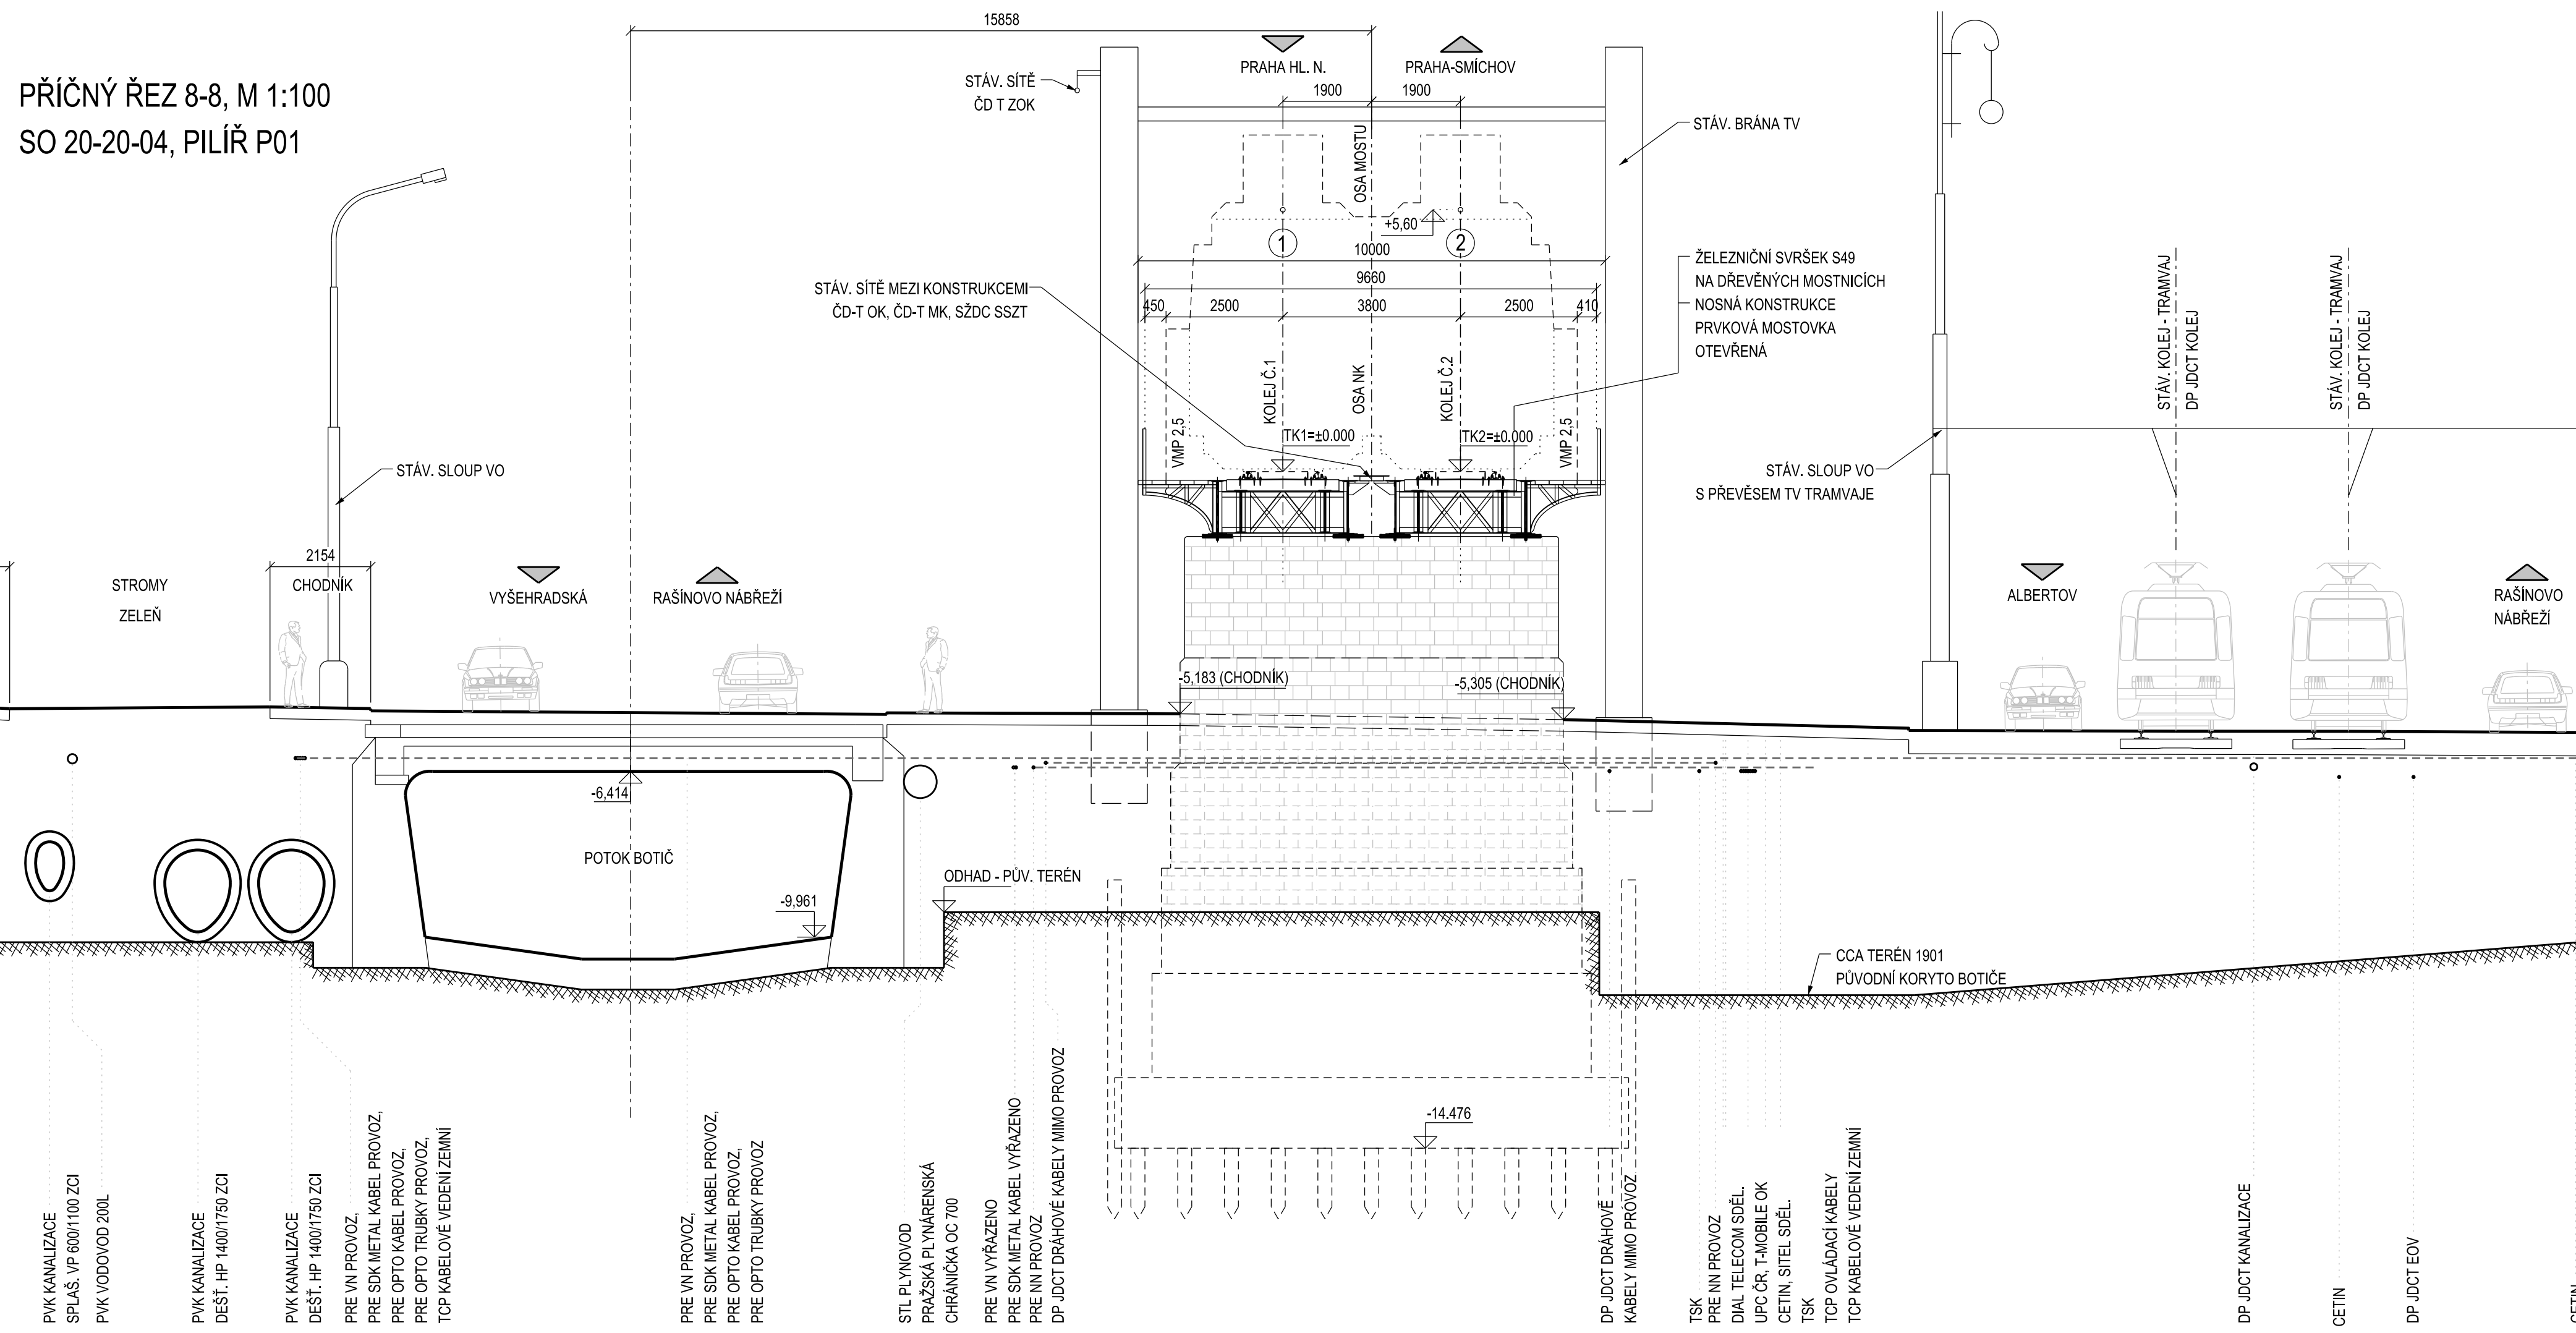 PŘÍČNÝ ŘEZ 8-8, M 1:100
SO 20-20-04, PILÍŘ P01
15858
STÁV. SÍTĚ
ČD T ZOK
PRAHA HL. N.
PRAHA-SMÍCHOV
1900
1900
OSA MOSTU
STÁV. BRÁNA TV
+5,60
1
2
10000
9660
450
2500
3800
2500
410
STÁV. SÍTĚ MEZI KONSTRUKCEMI
ČD-T OK, ČD-T MK, SŽDC SSZT
ŽELEZNIČNÍ SVRŠEK S49
NA DŘEVĚNÝCH MOSTNICÍCH
NOSNÁ KONSTRUKCE
PRVKOVÁ MOSTOVKA
OTEVŘENÁ
KOLEJ Č.1
OSA NK
KOLEJ Č.2
VMP 2,5
VMP 2,5
TK1=±0.000
TK2=±0.000
STÁV. KOLEJ - TRAMVAJ
DP JDCT KOLEJ
STÁV. KOLEJ - TRAMVAJ
DP JDCT KOLEJ
STÁV. SLOUP VO
STÁV. SLOUP VO
S PŘEVĚSEM TV TRAMVAJE
2154
STROMY
ZELEŇ
CHODNÍK
VYŠEHRADSKÁ
RAŠÍNOVO NÁBŘEŽÍ
ALBERTOV
RAŠÍNOVO
NÁBŘEŽÍ
-5,183 (CHODNÍK)
-5,305 (CHODNÍK)
-6,414
POTOK BOTIČ
-9,961
ODHAD - PŮV. TERÉN
CCA TERÉN 1901
PŮVODNÍ KORYTO BOTIČE
-14.476
PVK KANALIZACE
SPLAŠ. VP 600/1100 ZCI
PVK VODOVOD 200L
PVK KANALIZACE
DEŠŤ. HP 1400/1750 ZCI
PVK KANALIZACE
DEŠŤ. HP 1400/1750 ZCI
PRE VN PROVOZ,
PRE SDK METAL KABEL PROVOZ,
PRE OPTO KABEL PROVOZ,
PRE OPTO TRUBKY PROVOZ,
TCP KABELOVÉ VEDENÍ ZEMNÍ
PRE VN PROVOZ,
PRE SDK METAL KABEL PROVOZ,
PRE OPTO KABEL PROVOZ,
PRE OPTO TRUBKY PROVOZ
STL PLYNOVOD
PRAŽSKÁ PLYNÁRENSKÁ
CHRÁNIČKA OC 700
PRE VN VYŘAZENO
PRE SDK METAL KABEL VYŘAZENO
PRE NN PROVOZ
DP JDCT DRÁHOVÉ KABELY MIMO PROVOZ
DP JDCT DRÁHOVÉ
KABELY MIMO PROVOZ
TSK
PRE NN PROVOZ
DIAL TELECOM SDĚL.
UPC ČR, T-MOBILE OK
CETIN, SITEL SDĚL.
TSK
TCP OVLÁDACÍ KABELY
TCP KABELOVÉ VEDENÍ ZEMNÍ
DP JDCT KANALIZACE
CETIN
DP JDCT EOV